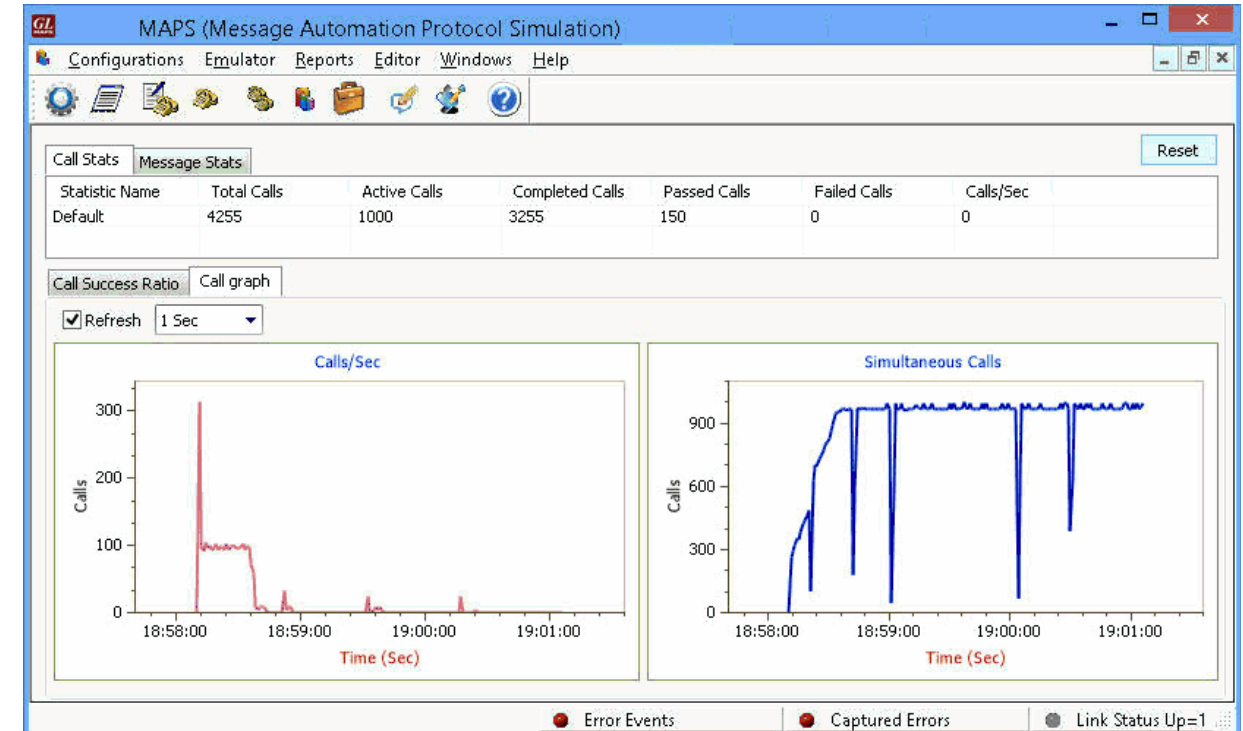 GL
MAPS
MAPS (Message Automation Protocol Simulation)
Configurations Emulator Reports Editor Windows Help
Reset
Call Stats Message Stats
Statistic Name Total Calls Active Calls Completed Calls Passed Calls Failed Calls Calls/Sec
Default 4255 1000 3255 150 0 0
Call Success Ratio Call graph
Refresh 1 Sec
Calls/Sec
300
200
100
0
Calls
18:58:00 18:59:00 19:00:00 19:01:00
Time (Sec)
Simultaneous Calls
900
600
300
0
Calls
18:58:00 18:59:00 19:00:00 19:01:00
Time (Sec)
Error Events Captured Errors Link Status Up=1